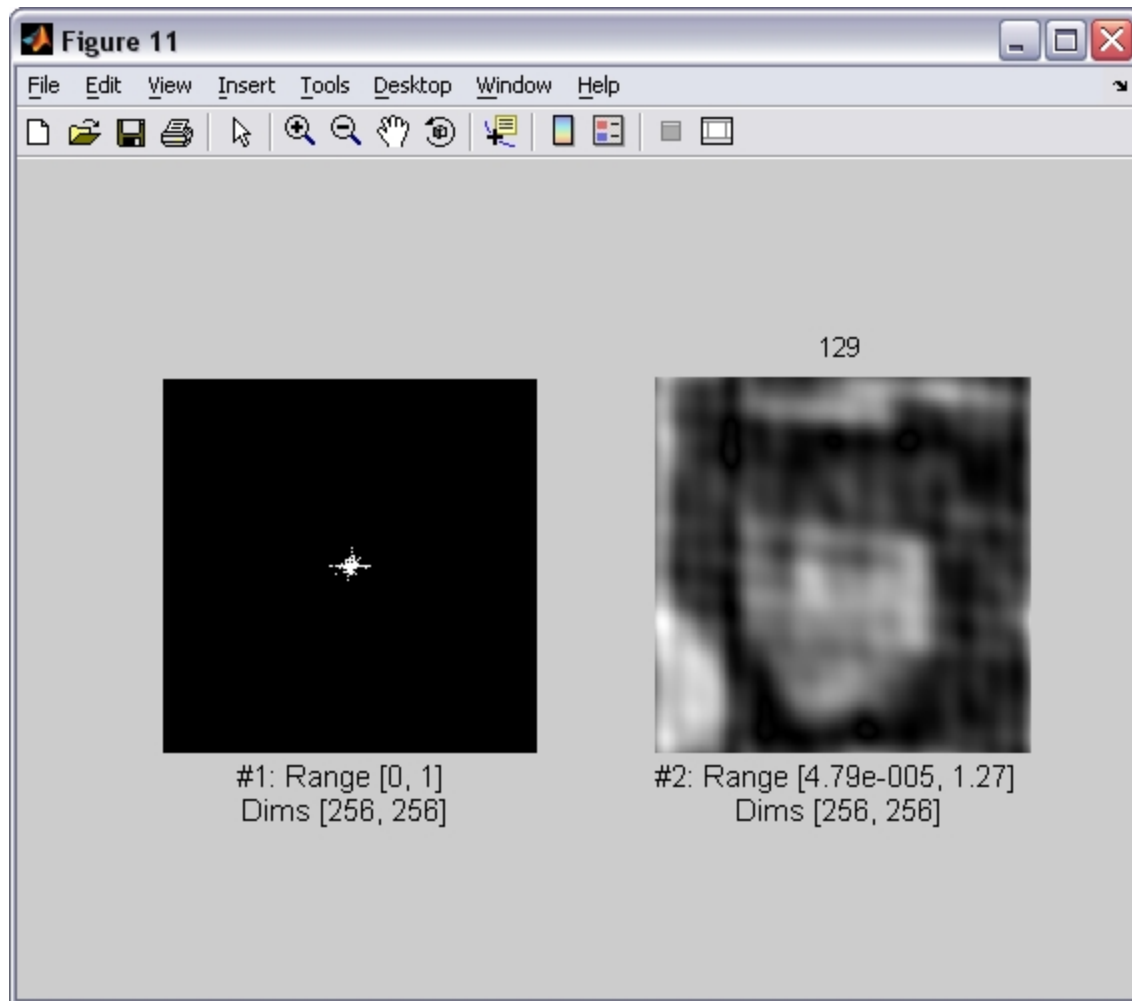 Figure 11
File Edit View Insert Tools Desktop Window Help
129
#1: Range [0, 1]
Dims [256, 256]
#2: Range [4.79e-005, 1.27]
Dims [256, 256]